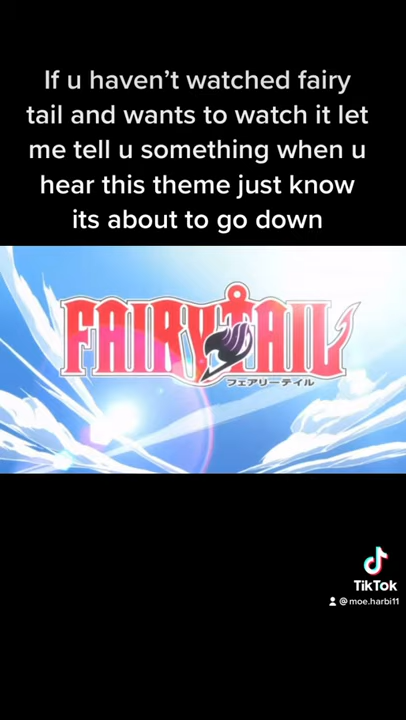 If u haven’t watched fairy
tail and wants to watch it let
me tell u something when u
hear this theme just know
its about to go down
FAIRY TAIL
フェアリーテイル
TikTok
@moe.harbi11